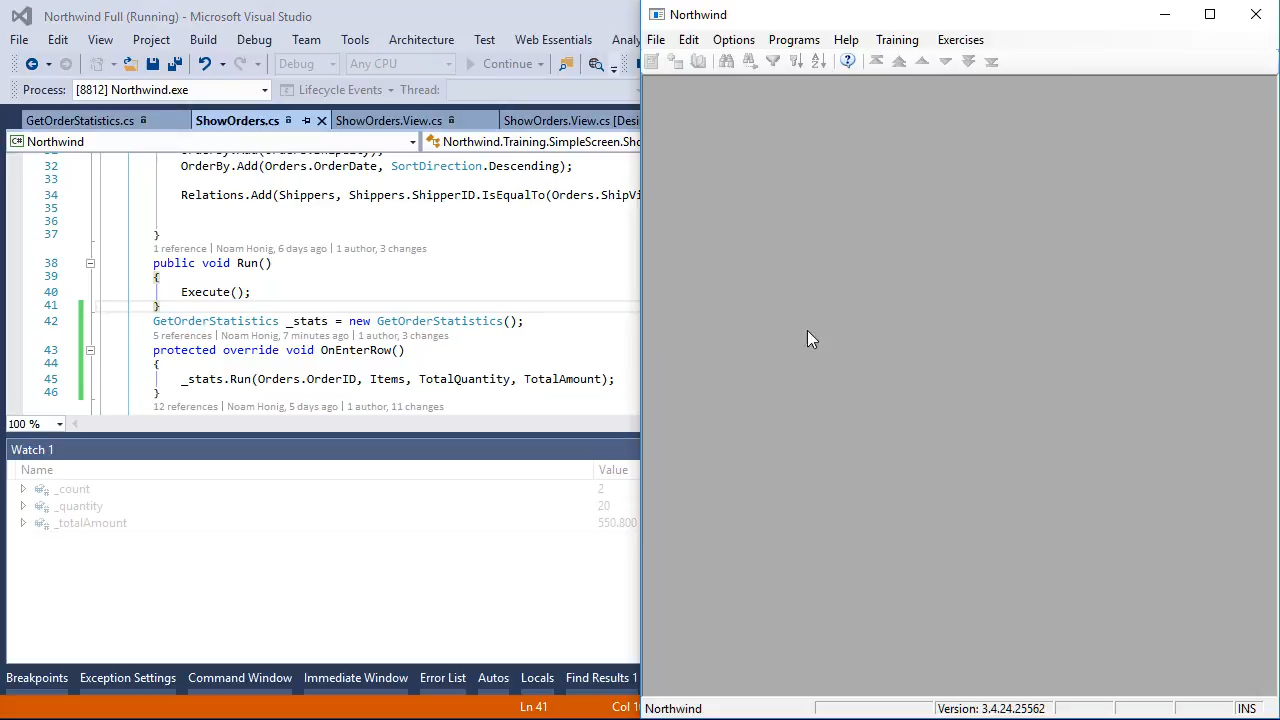 Northwind Full (Running) - Microsoft Visual Studio
File Edit View Project Build Debug Team Tools Architecture Test Web Essentials Analy
Debug Any CPU Continue
Process: [8812] Northwind.exe Lifecycle Events Thread:
GetOrderStatistics.cs ShowOrders.cs ShowOrders.View.cs ShowOrders.View.cs [Desi
Northwind Northwind.Training.SimpleScreen.Sho
32 OrderBy.Add(Orders.OrderDate, SortDirection.Descending);
33
34 Relations.Add(Shippers, Shippers.ShipperID.IsEqualTo(Orders.ShipVi
35
36
37 }
1 reference | Noam Honig, 6 days ago | 1 author, 3 changes
38 public void Run()
39 {
40 Execute();
41 }
42 GetOrderStatistics _stats = new GetOrderStatistics();
5 references | Noam Honig, 7 minutes ago | 1 author, 3 changes
43 protected override void OnEnterRow()
44 {
45 _stats.Run(Orders.OrderID, Items, TotalQuantity, TotalAmount);
46 }
12 references | Noam Honig, 5 days ago | 1 author, 11 changes
100 %
Watch 1
Name Value
_count 2
_quantity 20
_totalAmount 550.800
Breakpoints Exception Settings Command Window Immediate Window Error List Autos Locals Find Results 1
Ln 41 Col 1
Northwind
File Edit Options Programs Help Training Exercises
Northwind Version: 3.4.24.25562 INS